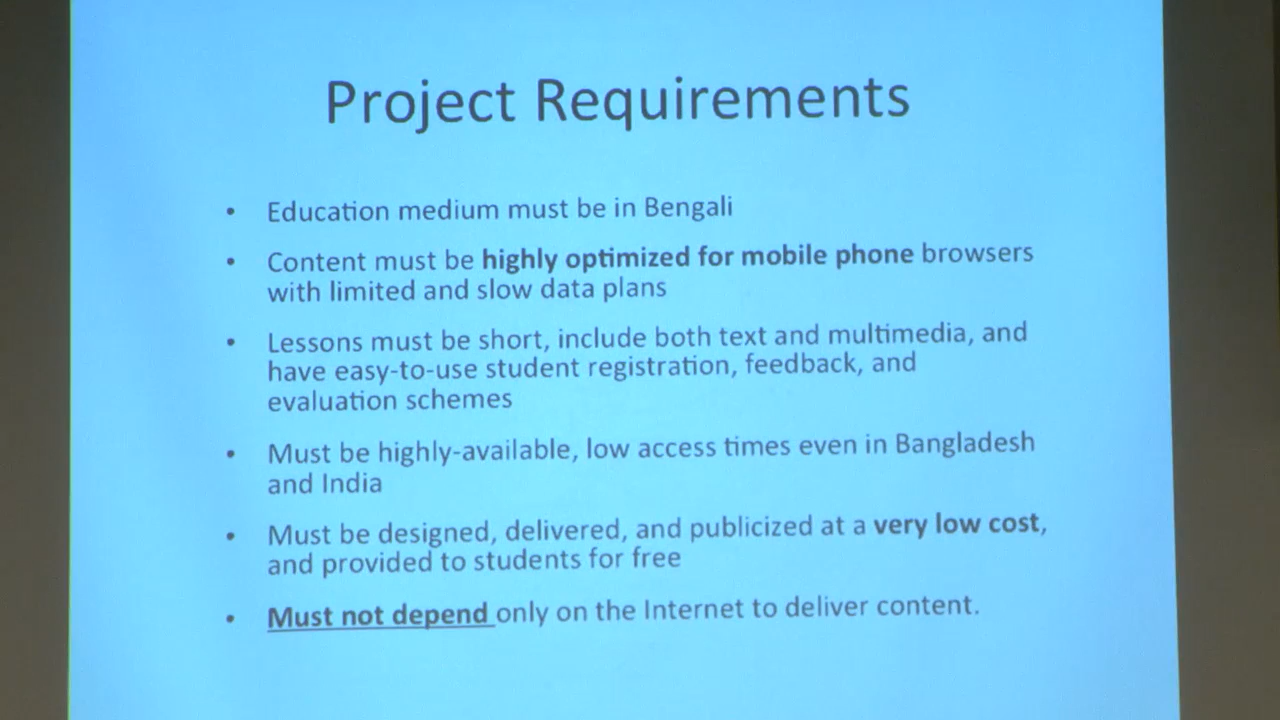 Project Requirements
• Education medium must be in Bengali
• Content must be highly optimized for mobile phone browsers
with limited and slow data plans
• Lessons must be short, include both text and multimedia, and
have easy-to-use student registration, feedback, and
evaluation schemes
• Must be highly-available, low access times even in Bangladesh
and India
• Must be designed, delivered, and publicized at a very low cost,
and provided to students for free
• Must not depend only on the Internet to deliver content.